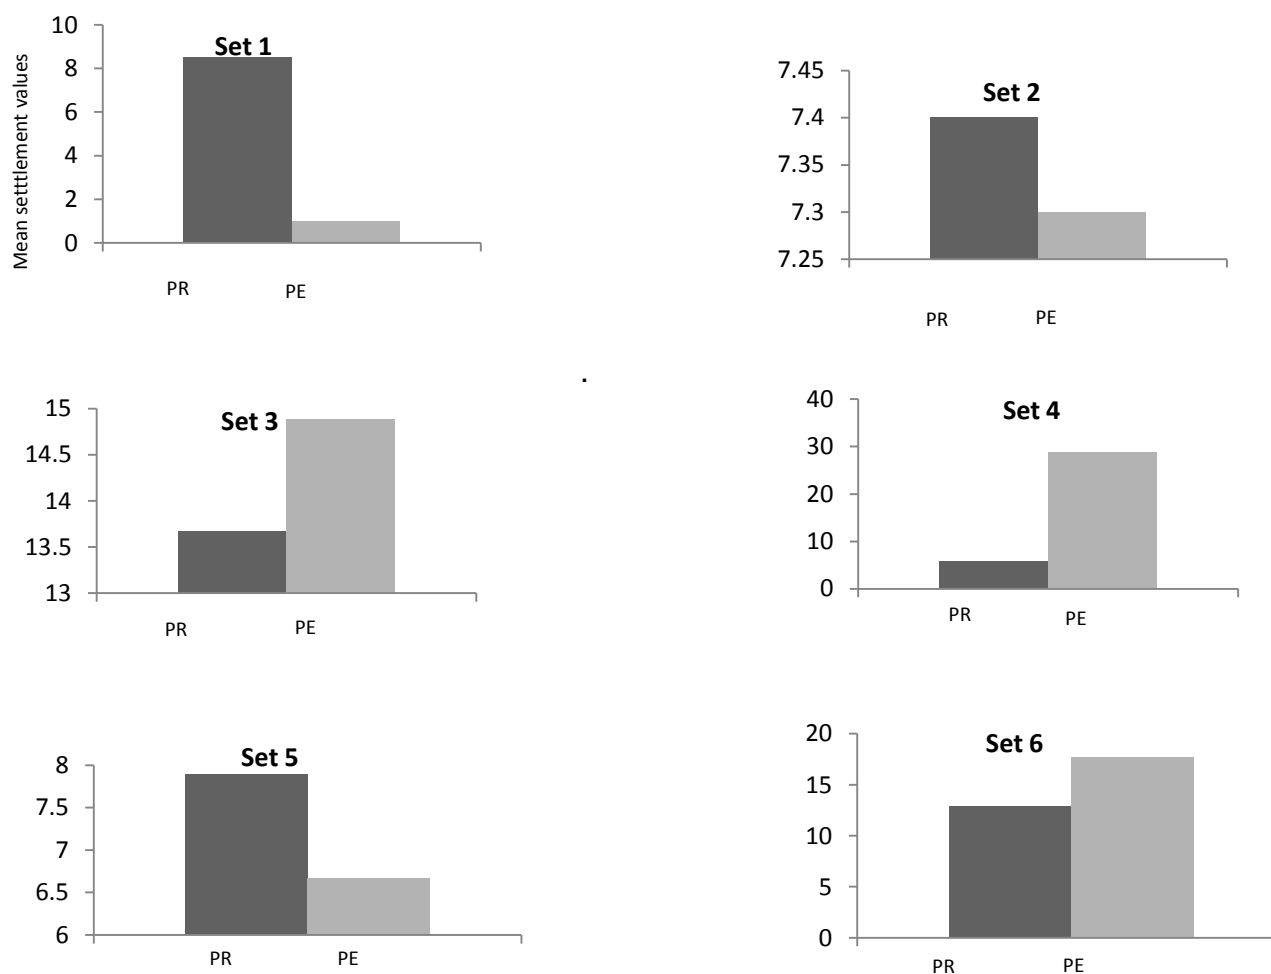 Mean setttlement values
Set 1
10
8
6
4
2
0
PR PE
Set 2
7.45
7.4
7.35
7.3
7.25
PR PE
.
Set 3
15
14.5
14
13.5
13
PR PE
Set 4
40
30
20
10
0
PR PE
Set 5
8
7.5
7
6.5
6
PR PE
Set 6
20
15
10
5
0
PR PE